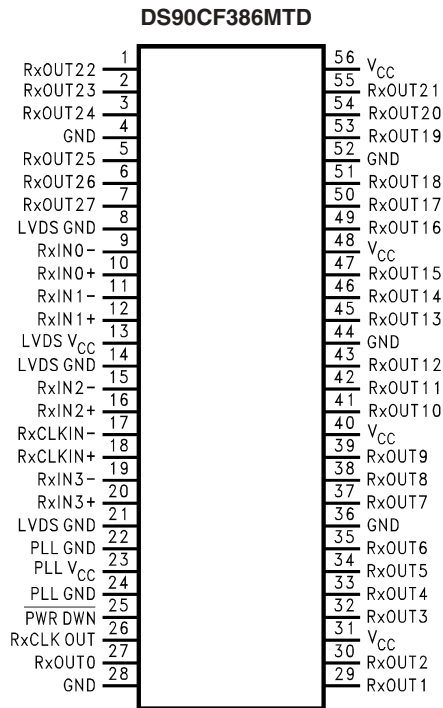 DS90CF386MTD
RxOUT22 1
RxOUT23 2
RxOUT24 3
GND 4
RxOUT25 5
RxOUT26 6
RxOUT27 7
LVDS GND 8
RxIN0- 9
RxIN0+ 10
RxIN1- 11
RxIN1+ 12
LVDS VCC 13
LVDS GND 14
RxIN2- 15
RxIN2+ 16
RxCLKIN- 17
RxCLKIN+ 18
RxIN3- 19
RxIN3+ 20
LVDS GND 21
PLL GND 22
PLL VCC 23
PLL GND 24
PWR DWN 25
RxCLK OUT 26
RxOUT0 27
GND 28
56 VCC
55 RxOUT21
54 RxOUT20
53 RxOUT19
52 GND
51 RxOUT18
50 RxOUT17
49 RxOUT16
48 VCC
47 RxOUT15
46 RxOUT14
45 RxOUT13
44 GND
43 RxOUT12
42 RxOUT11
41 RxOUT10
40 VCC
39 RxOUT9
38 RxOUT8
37 RxOUT7
36 GND
35 RxOUT6
34 RxOUT5
33 RxOUT4
32 RxOUT3
31 VCC
30 RxOUT2
29 RxOUT1